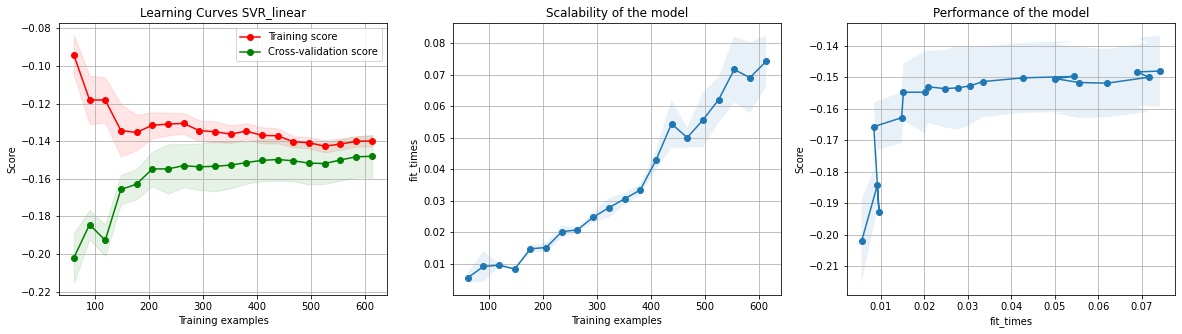 Learning Curves SVR_linear
Training score
Cross-validation score
Score
−0.08
−0.10
−0.12
−0.14
−0.16
−0.18
−0.20
−0.22
100 200 300 400 500 600
Training examples
Scalability of the model
fit_times
0.08
0.07
0.06
0.05
0.04
0.03
0.02
0.01
100 200 300 400 500 600
Training examples
Performance of the model
Score
−0.14
−0.15
−0.16
−0.17
−0.18
−0.19
−0.20
−0.21
0.01 0.02 0.03 0.04 0.05 0.06 0.07
fit_times